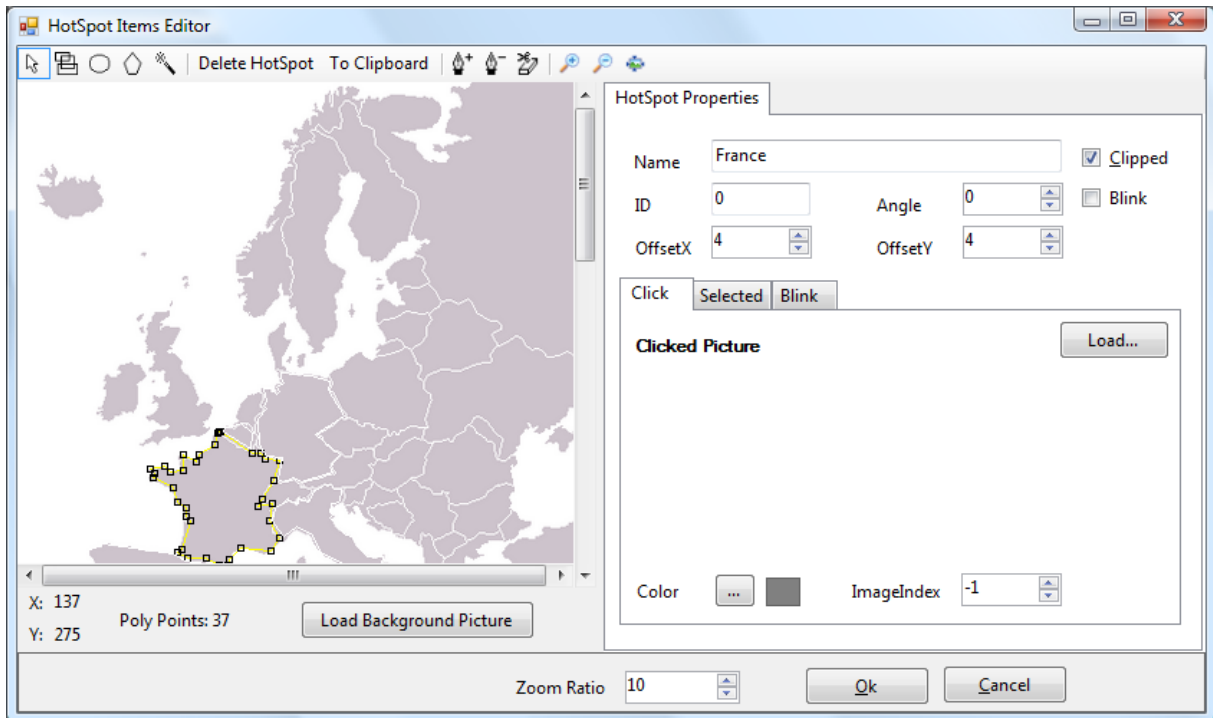 HotSpot Items Editor
Delete HotSpot To Clipboard
HotSpot Properties
Name France Clipped
ID 0 Angle 0 Blink
OffsetX 4 OffsetY 4
Click Selected Blink
Clicked Picture Load...
Color ... ImageIndex -1
X: 137
Y: 275
Poly Points: 37
Load Background Picture
Zoom Ratio 10 Ok Cancel